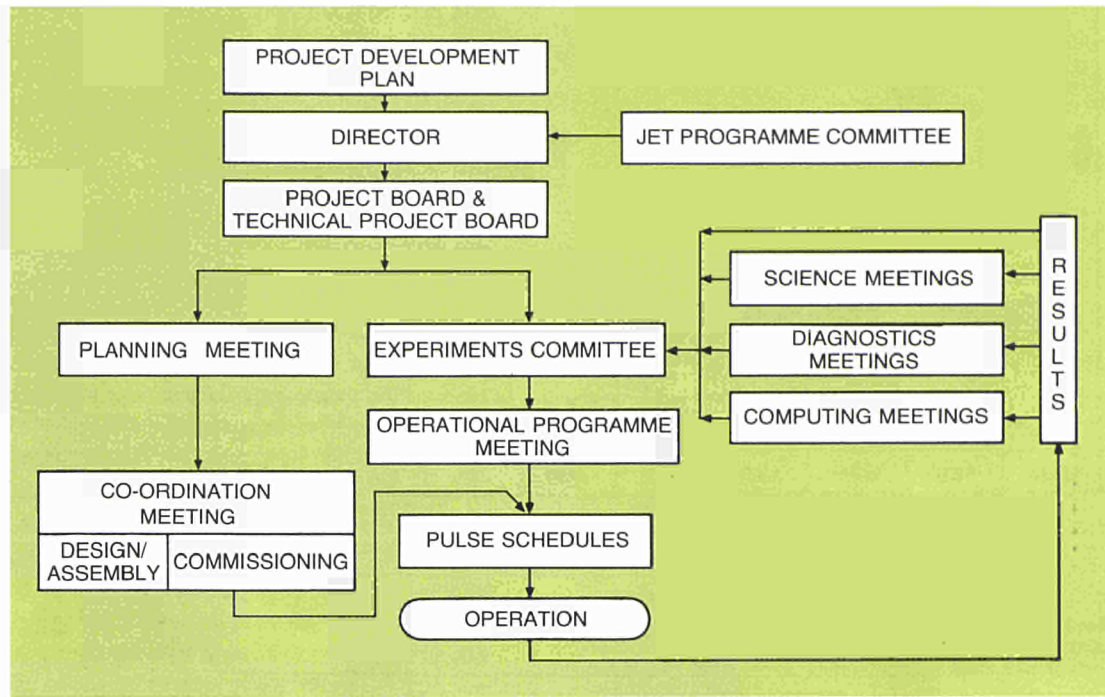 PROJECT DEVELOPMENT
PLAN
DIRECTOR
JET PROGRAMME COMMITTEE
PROJECT BOARD &
TECHNICAL PROJECT BOARD
PLANNING MEETING
EXPERIMENTS COMMITTEE
SCIENCE MEETINGS
DIAGNOSTICS
MEETINGS
COMPUTING MEETINGS
RESULTS
OPERATIONAL PROGRAMME
MEETING
CO-ORDINATION
MEETING
DESIGN/
ASSEMBLY
COMMISSIONING
PULSE SCHEDULES
OPERATION